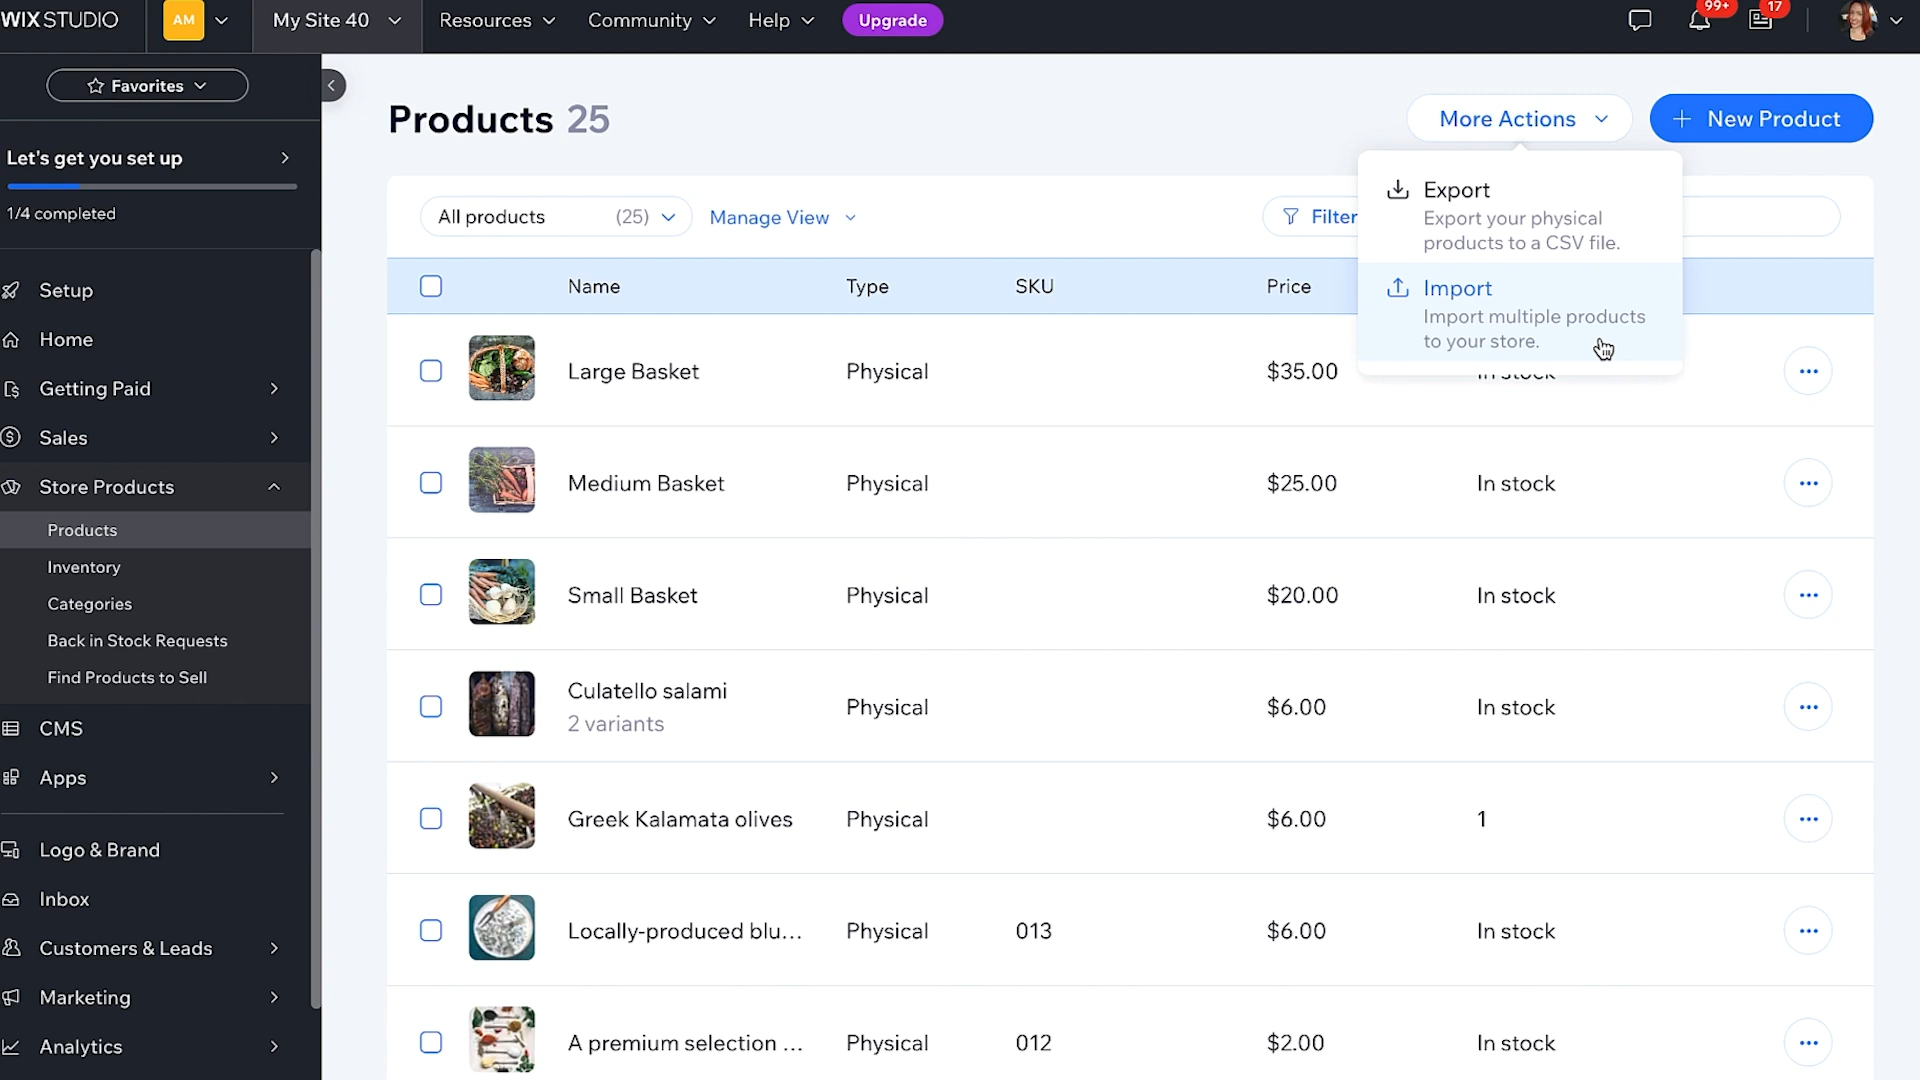 WIX STUDIO
AM
My Site 40
Resources
Community
Help
Upgrade
99+
17
Favorites
Let's get you set up
1/4 completed
Setup
Home
Getting Paid
Sales
Store Products
Products
Inventory
Categories
Back in Stock Requests
Find Products to Sell
CMS
Apps
Logo & Brand
Inbox
Customers & Leads
Marketing
Analytics
Products 25
More Actions
+ New Product
Export
Export your physical
products to a CSV file.
Import
Import multiple products
to your store.
All products (25)
Manage View
Filter
Name Type SKU Price
Large Basket Physical $35.00
Medium Basket Physical $25.00 In stock
Small Basket Physical $20.00 In stock
Culatello salami
2 variants
Physical $6.00 In stock
Greek Kalamata olives Physical $6.00 1
Locally-produced blu... Physical 013 $6.00 In stock
A premium selection ... Physical 012 $2.00 In stock